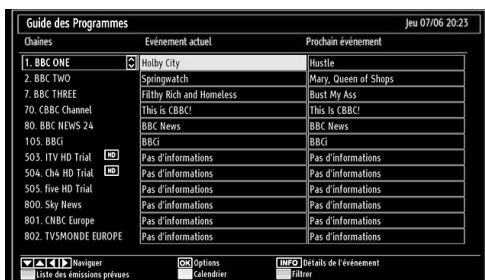 Guide des Programmes Jeu 07/06 20:23
Chaînes Evénement actuel Prochain événement
1. BBC ONE Holby City Hustle
2. BBC TWO Springwatch Mary, Queen of Shops
7. BBC THREE Filthy Rich and Homeless Bust My Ass
70. CBBC Channel This is CBBC! This Is CBBC!
80. BBC NEWS 24 BBC News BBC News
105. BBCi BBCi BBCi
503. ITV HD Trial HD Pas d'informations Pas d'informations
504. Ch4 HD Trial HD Pas d'informations Pas d'informations
505. five HD Trial Pas d'informations Pas d'informations
800. Sky News Pas d'informations Pas d'informations
801. CNBC Europe Pas d'informations Pas d'informations
802. TV5MONDE EUROPE Pas d'informations Pas d'informations
Naviguer OK Options INFO Détails de l'événement
Liste des émissions prévues Calendrier Filtrer